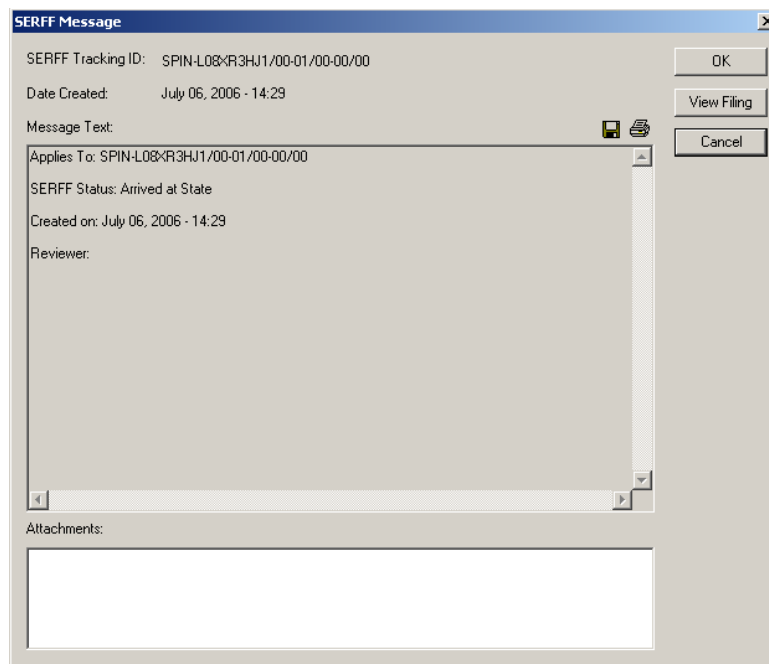 SERFF Message
SERFF Tracking ID: SPIN-L08XR3HJ1/00-01/00-00/00
OK
Date Created: July 06, 2006 - 14:29
View Filing
Message Text:
Cancel
Applies To: SPIN-L08XR3HJ1/00-01/00-00/00
SERFF Status: Arrived at State
Created on: July 06, 2006 - 14:29
Reviewer:
Attachments: